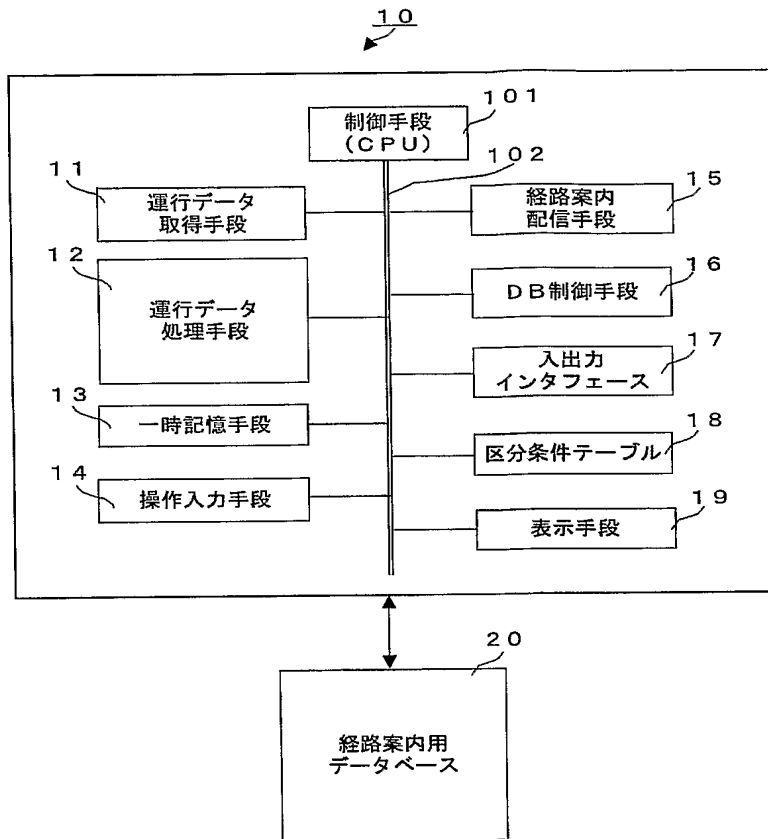 10
101
制御手段
(CPU)
102
11
運行データ
取得手段
15
経路案内
配信手段
12
運行データ
処理手段
16
DB制御手段
17
入出力
インタフェース
13
一時記憶手段
18
区分条件テーブル
14
操作入力手段
19
表示手段
20
経路案内用
データベース